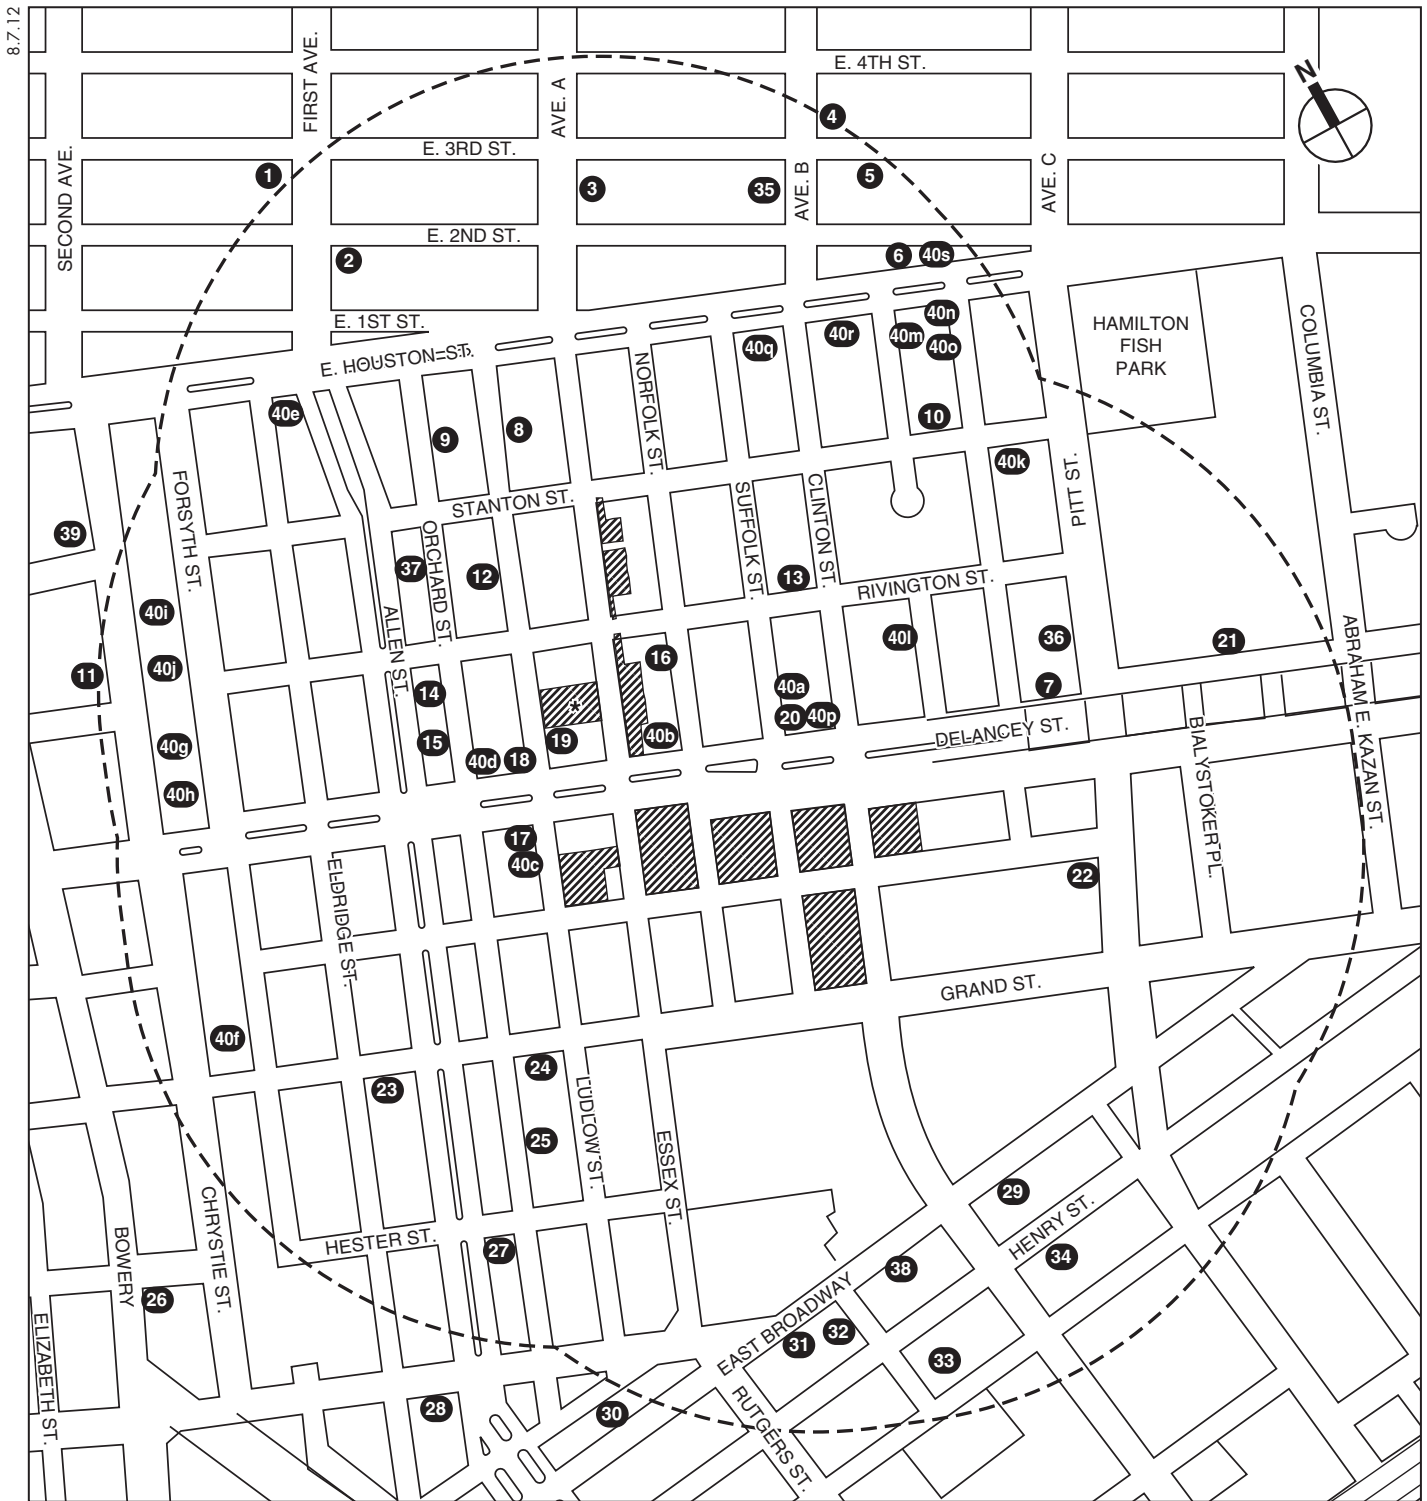 8.7.12
E. 4TH ST.
N
FIRST AVE.
AVE. A
4
E. 3RD ST.
SECOND AVE.
1
3
35
AVE. B
5
AVE. C
E. 2ND ST.
2
6
40s
E. 1ST ST.
E. HOUSTON ST.
40n
40m
40o
40r
40q
HAMILTON
FISH
PARK
COLUMBIA ST.
NORFOLK ST.
40e
9
8
10
40k
STANTON ST.
FORSYTH ST.
39
ORCHARD ST.
SUFFOLK ST.
CLINTON ST.
PITT ST.
37
12
13
RIVINGTON ST.
40i
ALLEN ST.
40l
36
21
ABRAHAM E. KAZAN ST.
40j
11
14
16
40a
7
*
20
40p
40g
15
40d
18
19
40b
DELANCEY ST.
BIALYSTOKER PL.
40h
17
40c
22
ELDRIDGE ST.
GRAND ST.
40f
23
24
LUDLOW ST.
25
ESSEX ST.
29
CHRYSTIE ST.
BOWERY
HESTER ST.
27
HENRY ST.
34
38
26
EAST BROADWAY
31
32
33
ELIZABETH ST.
28
30
RUTGERS ST.